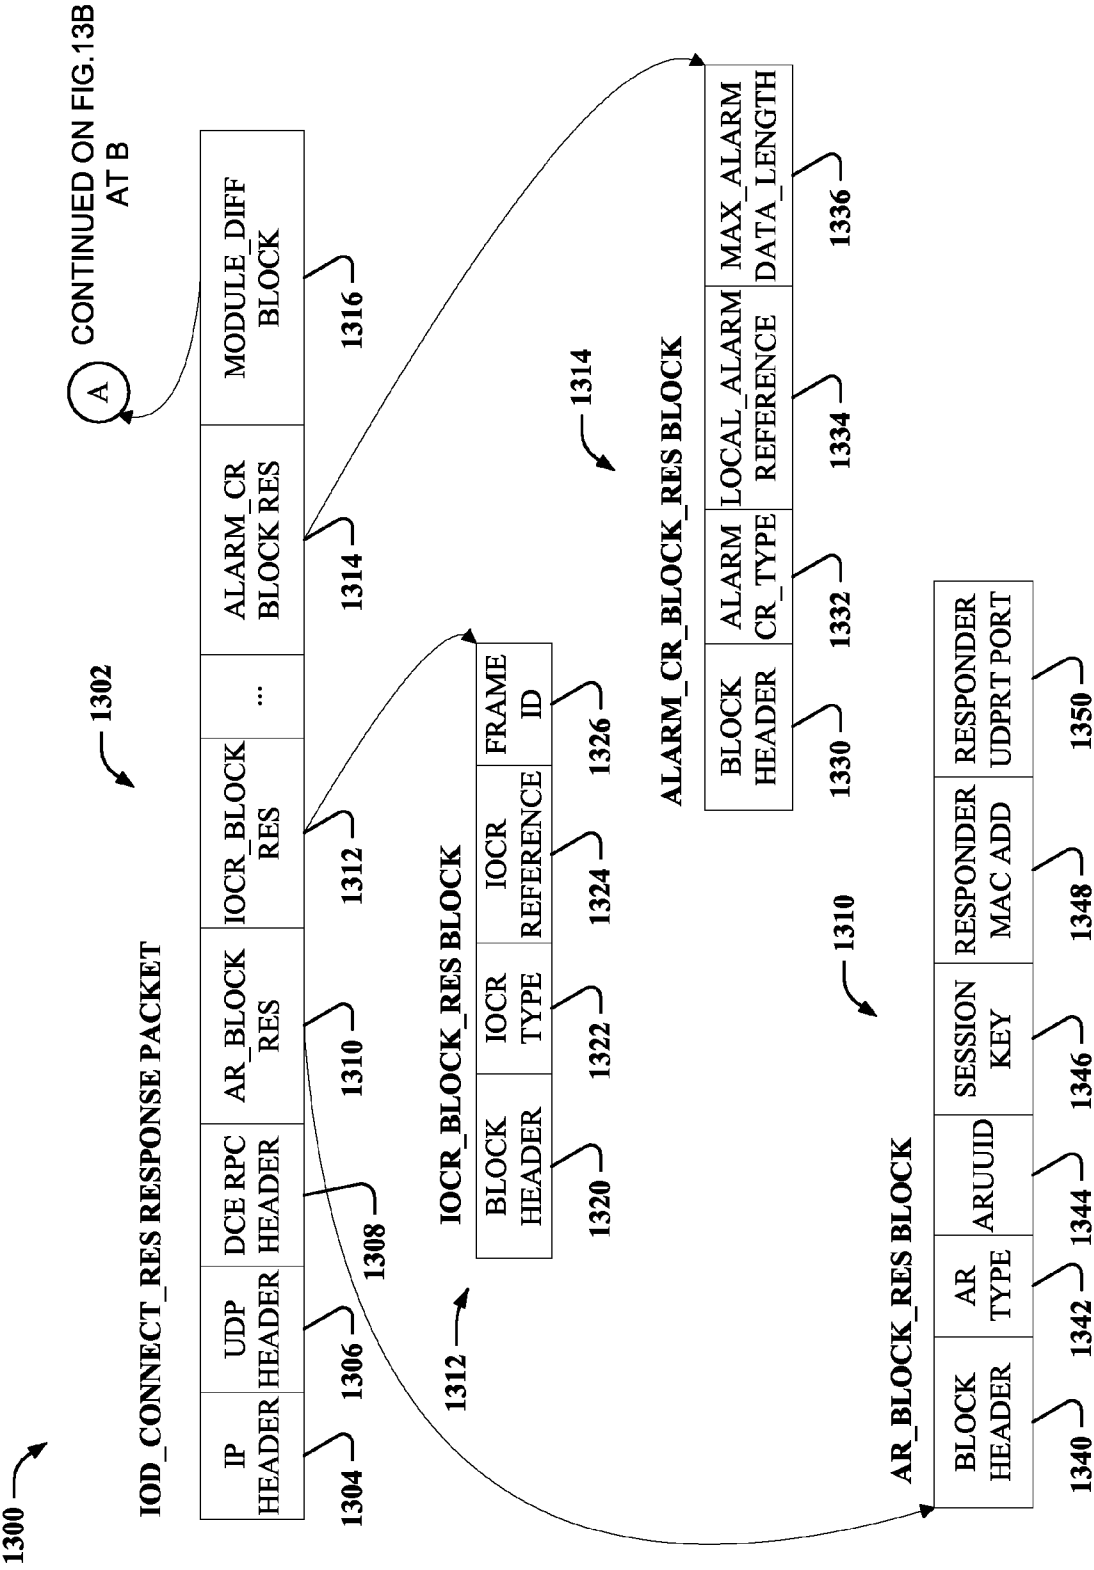 1300
CONTINUED ON FIG.13B
AT B
A
1302
IOD_CONNECT_RES RESPONSE PACKET
IP
HEADER
UDP
HEADER
DCE RPC
HEADER
AR_BLOCK
RES
IOCR_BLOCK
RES
...
ALARM_CR
BLOCK RES
MODULE_DIFF
BLOCK
1304
1306
1308
1310
1312
1314
1316
1312
IOCR_BLOCK_RES BLOCK
BLOCK
HEADER
IOCR
TYPE
IOCR
REFERENCE
FRAME
ID
1320
1322
1324
1326
1314
ALARM_CR_BLOCK_RES BLOCK
BLOCK
HEADER
ALARM
CR_TYPE
LOCAL_ALARM
REFERENCE
MAX_ALARM
DATA_LENGTH
1330
1332
1334
1336
1310
AR_BLOCK_RES BLOCK
BLOCK
HEADER
AR
TYPE
ARUUID
SESSION
KEY
RESPONDER
MAC ADD
RESPONDER
UDPRT PORT
1340
1342
1344
1346
1348
1350